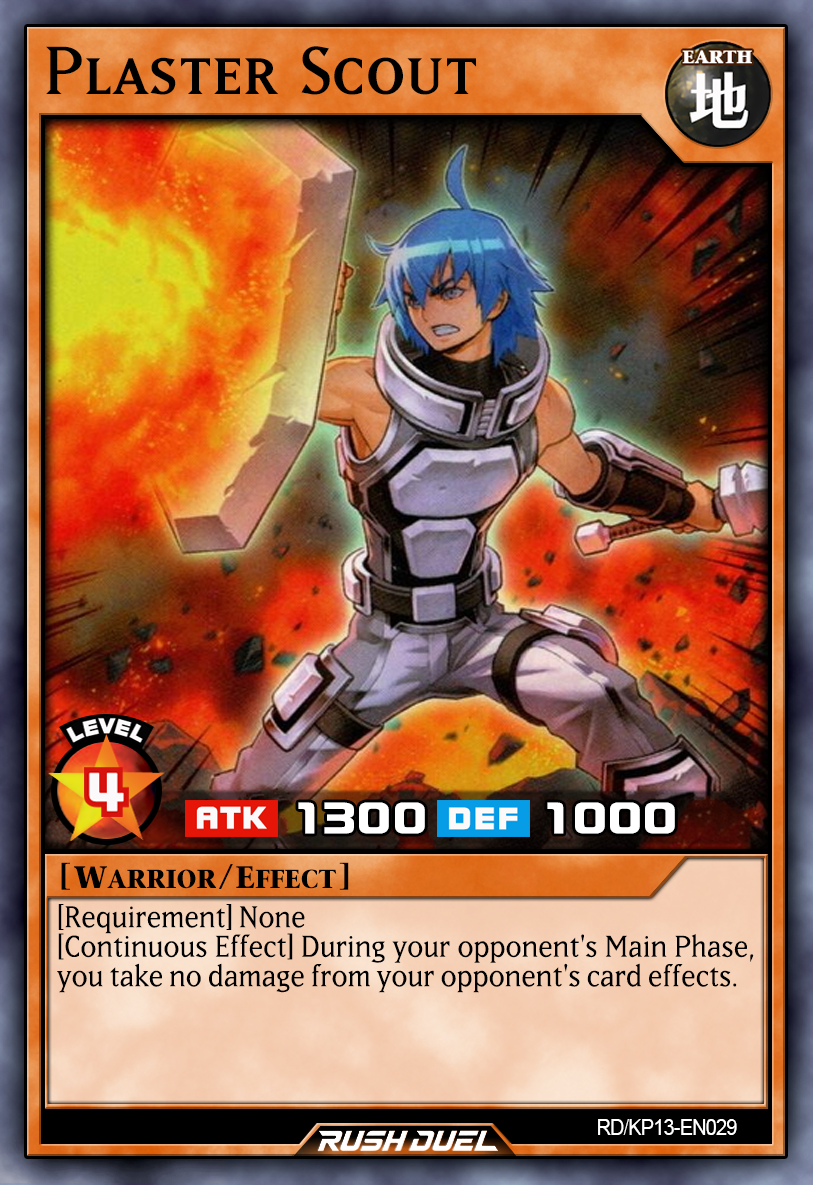 Plaster Scout
EARTH
地
LEVEL
4
ATK 1300 DEF 1000
[Warrior/Effect]
[Requirement] None
[Continuous Effect] During your opponent's Main Phase,
you take no damage from your opponent's card effects.
RUSH DUEL
RD/KP13-EN029